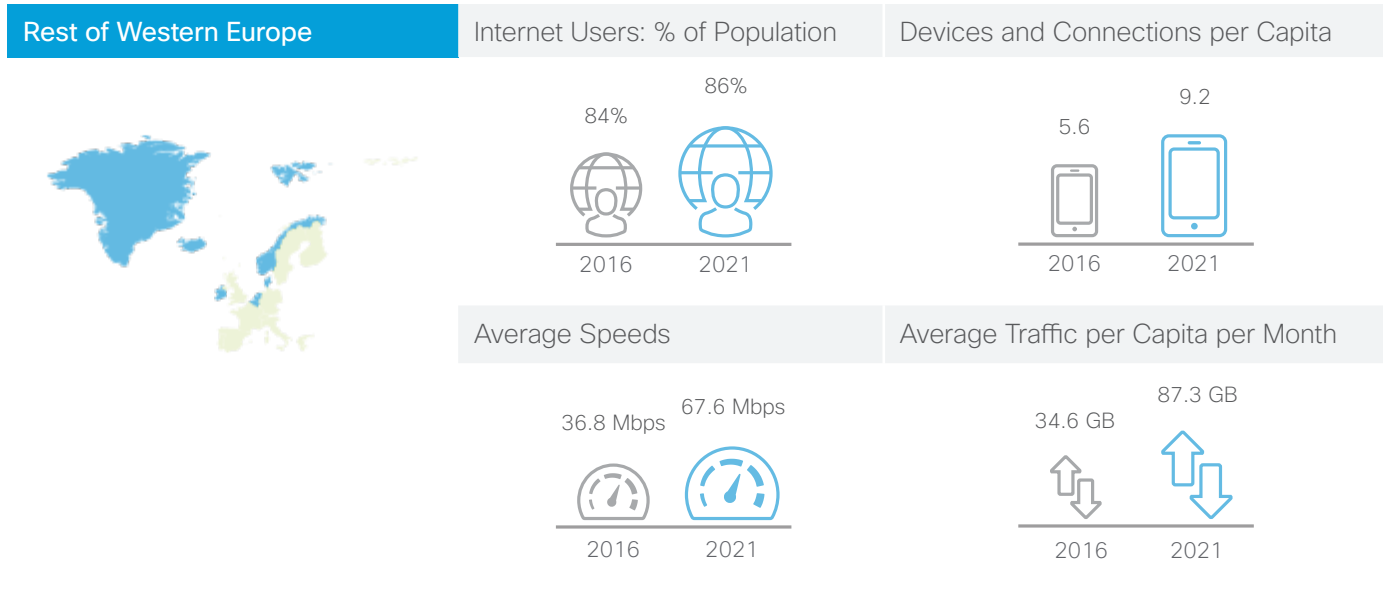 Rest of Western Europe
Internet Users: % of Population
84%
86%
2016
2021
Devices and Connections per Capita
5.6
9.2
2016
2021
Average Speeds
36.8 Mbps
67.6 Mbps
2016
2021
Average Traffic per Capita per Month
34.6 GB
87.3 GB
2016
2021